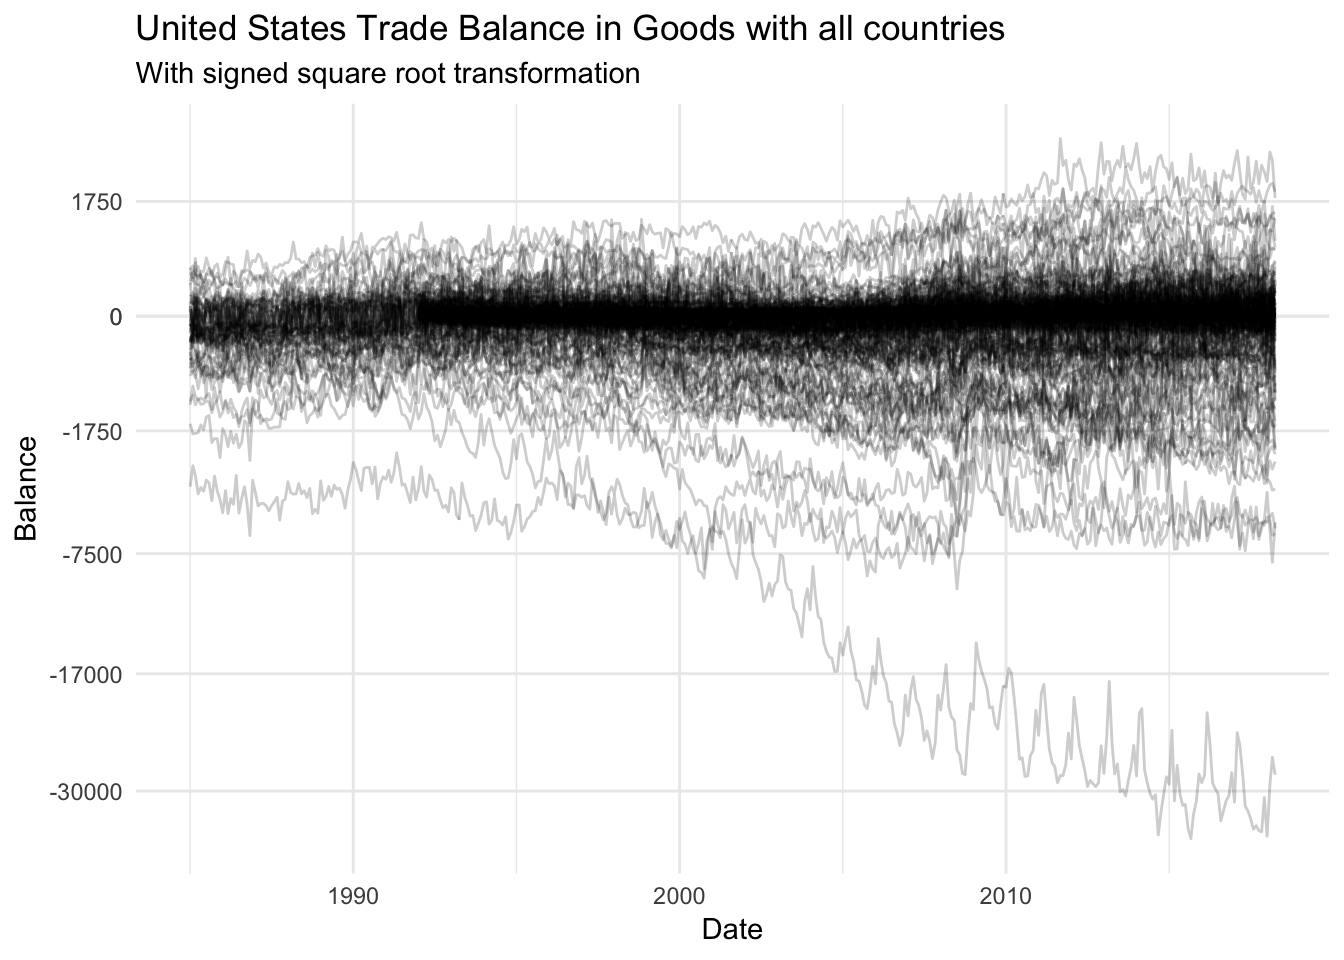 United States Trade Balance in Goods with all countries
With signed square root transformation
1750
0
-1750
-7500
-17000
-30000
Balance
1990 2000 2010
Date